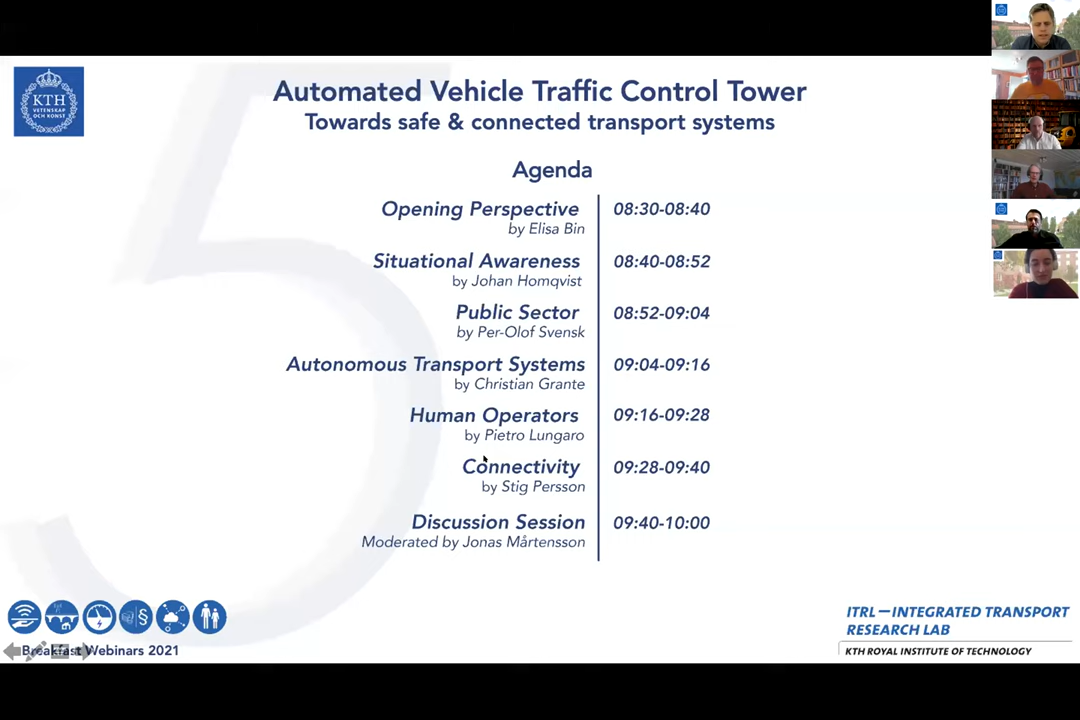 KTH
VETENSKAP
OCH KONST
Automated Vehicle Traffic Control Tower
Towards safe & connected transport systems
Agenda
Opening Perspective 08:30-08:40
by Elisa Bin
Situational Awareness 08:40-08:52
by Johan Homqvist
Public Sector 08:52-09:04
by Per-Olof Svensk
Autonomous Transport Systems 09:04-09:16
by Christian Grante
Human Operators 09:16-09:28
by Pietro Lungaro
Connectivity 09:28-09:40
by Stig Persson
Discussion Session 09:40-10:00
Moderated by Jonas Mårtensson
Breakfast Webinars 2021
ITRL—INTEGRATED TRANSPORT
RESEARCH LAB
KTH ROYAL INSTITUTE OF TECHNOLOGY